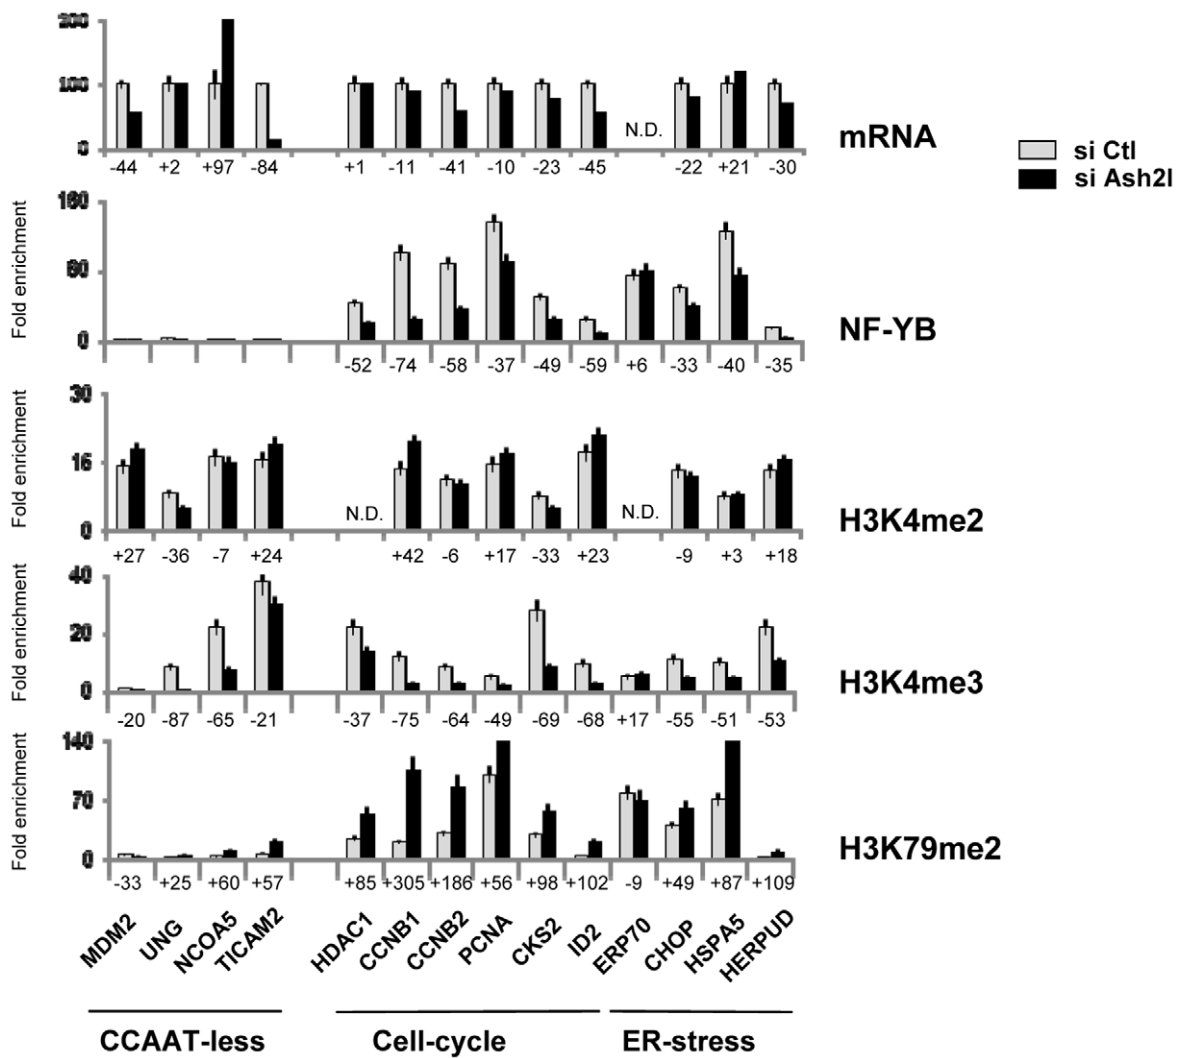 200
100
0
N.D.
mRNA
-44 +2 +97 -84 +1 -11 -41 -10 -23 -45 -22 +21 -30
si Ctl
si Ash2l
Fold enrichment
0
NF-YB
-52 -74 -58 -37 -49 -59 +6 -33 -40 -35
Fold enrichment
30
0
N.D.
N.D.
H3K4me2
+27 -36 -7 +24 +42 -6 +17 -33 +23 -9 +3 +18
Fold enrichment
40
20
0
H3K4me3
-20 -87 -65 -21 -37 -75 -64 -49 -69 -68 +17 -55 -51 -53
Fold enrichment
140
70
0
H3K79me2
-33 +25 +60 +57 +85 +305 +186 +56 +98 +102 -9 +49 +87 +109
MDM2 UNG NCOA5 TICAM2 HDAC1 CCNB1 CCNB2 PCNA CKS2 ID2 ERP70 CHOP HSPA5 HERPUD
CCAAT-less Cell-cycle ER-stress